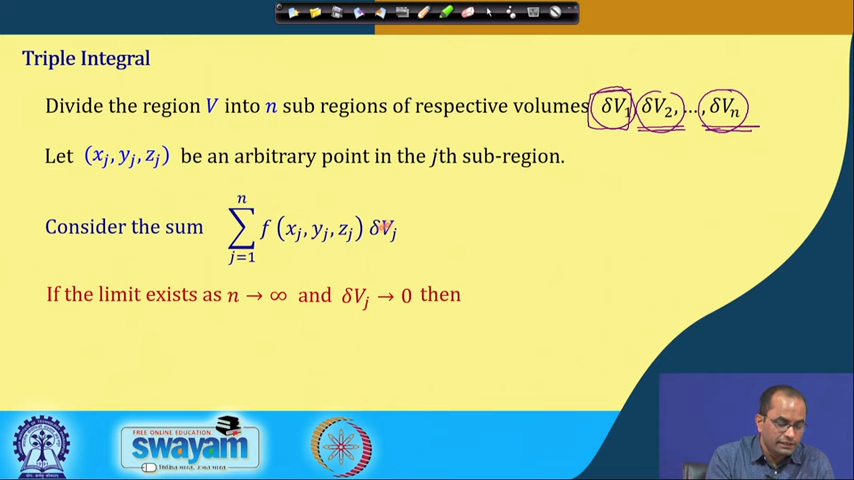 Triple Integral
Divide the region V into n sub regions of respective volumes δV₁, δV₂, …, δVₙ
Let (xⱼ, yⱼ, zⱼ) be an arbitrary point in the jth sub-region.
Consider the sum ∑ⱼ₌₁ⁿ f (xⱼ, yⱼ, zⱼ) δVⱼ
If the limit exists as n → ∞ and δVⱼ → 0 then
FREE ONLINE EDUCATION
swayam